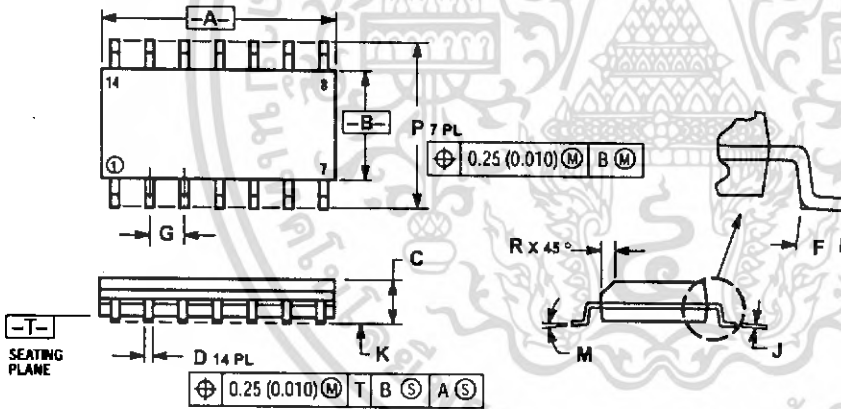 -A-
14 8
-B-
P 7 PL
⌖ 0.25 (0.010) Ⓜ B Ⓜ
① 7
G
C
R X 45°
F
-T-
SEATING
PLANE
D 14 PL
K
M
J
⌖ 0.25 (0.010) Ⓜ T B Ⓢ A Ⓢ